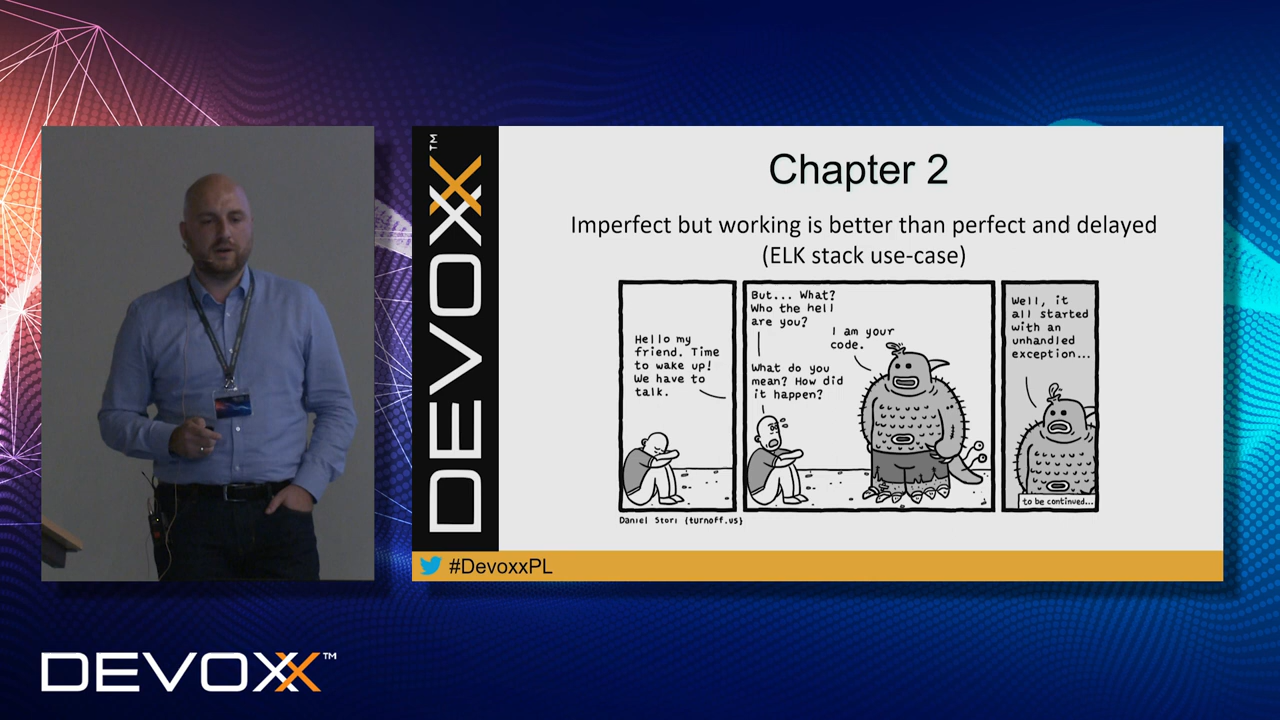 DEVOXX™
Chapter 2
Imperfect but working is better than perfect and delayed
(ELK stack use-case)
Hello my
friend. Time
to wake up!
We have to
talk.
But... What?
Who the hell
are you?
I am your
code.
What do you
mean? How did
it happen?
Well, it
all started
with an
unhandled
exception...
to be continued...
Daniel Stori {turnoff.us}
#DevoxxPL
DEVOXX™